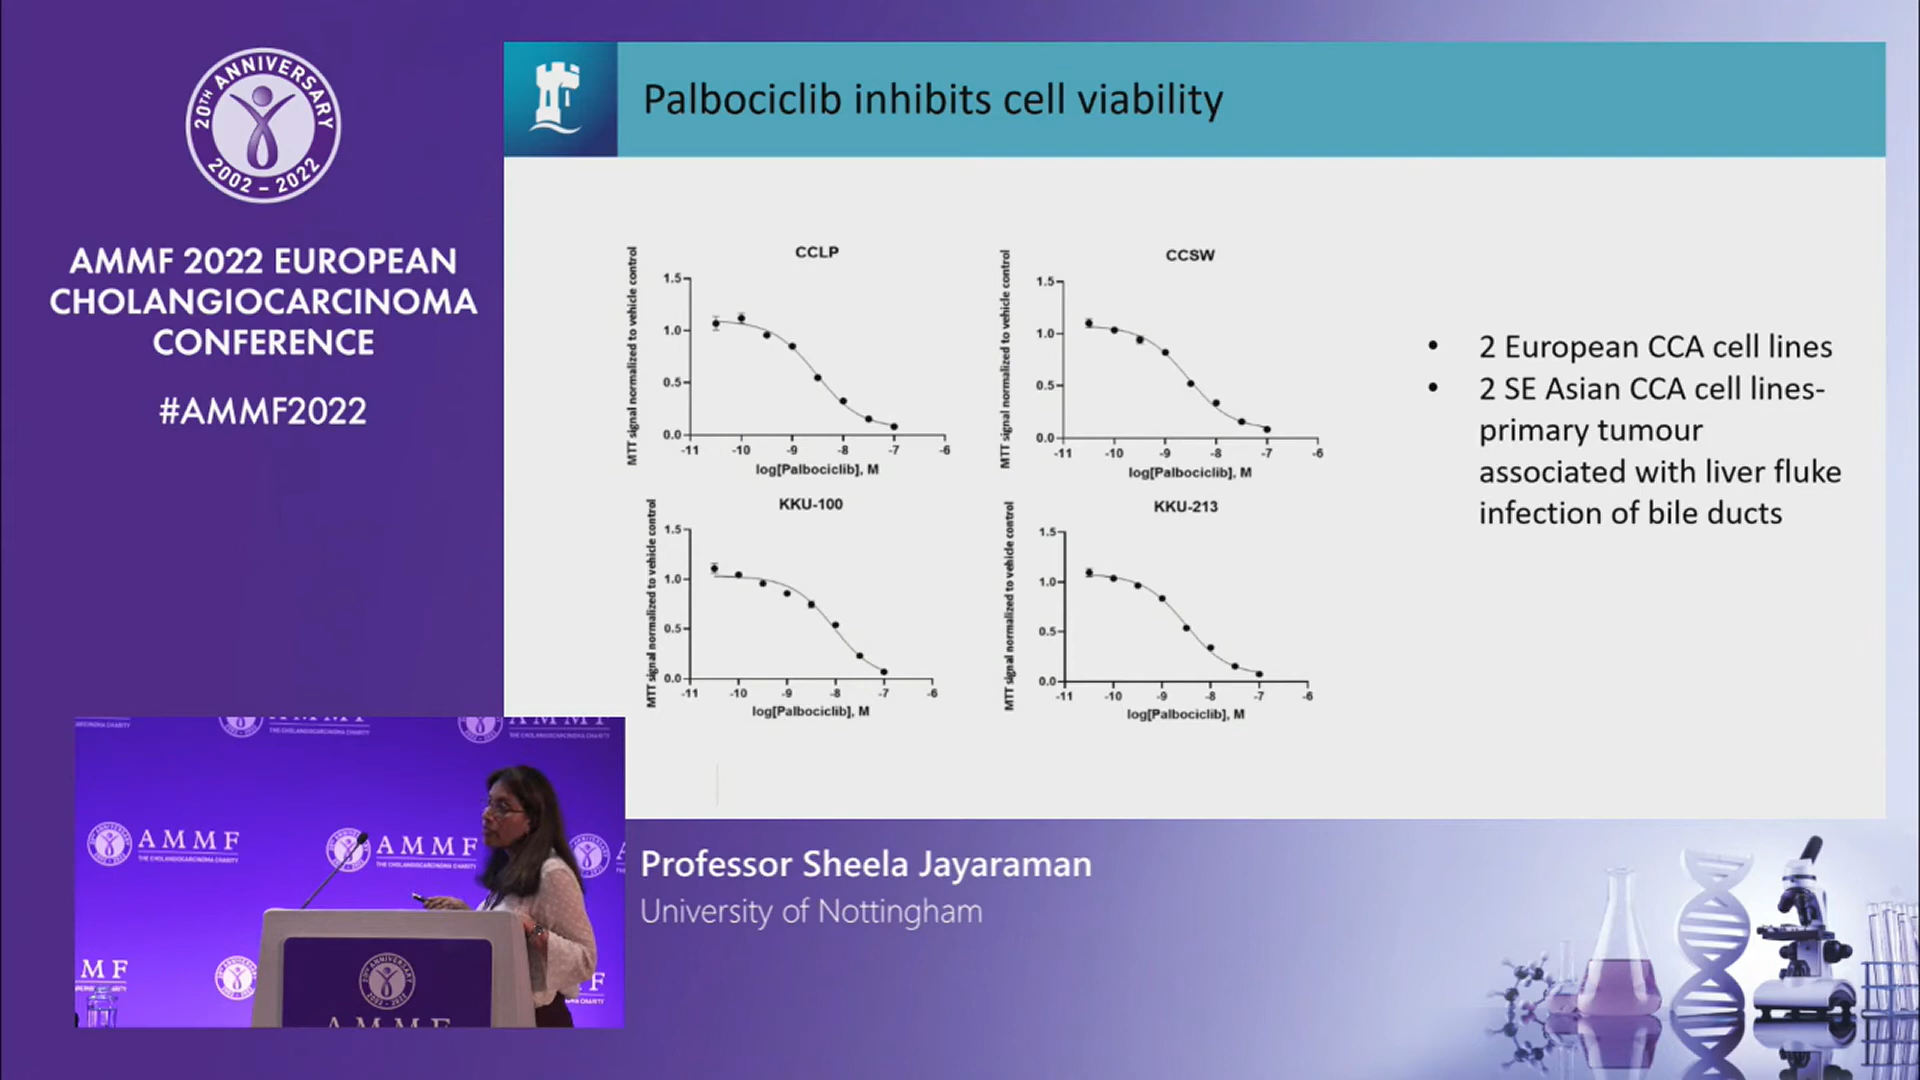 20TH ANNIVERSARY
2002 – 2022
AMMF 2022 EUROPEAN
CHOLANGIOCARCINOMA
CONFERENCE
#AMMF2022
Palbociclib inhibits cell viability
CCLP
MTT signal normalized to vehicle control
1.5
1.0
0.5
0.0
-11 -10 -9 -8 -7 -6
log[Palbociclib], M
CCSW
MTT signal normalized to vehicle control
1.5
1.0
0.5
0.0
-11 -10 -9 -8 -7 -6
log[Palbociclib], M
KKU-100
MTT signal normalized to vehicle control
1.5
1.0
0.5
0.0
-11 -10 -9 -8 -7 -6
log[Palbociclib], M
KKU-213
MTT signal normalized to vehicle control
1.5
1.0
0.5
0.0
-11 -10 -9 -8 -7 -6
log[Palbociclib], M
• 2 European CCA cell lines
• 2 SE Asian CCA cell lines-
primary tumour
associated with liver fluke
infection of bile ducts
AMMF
THE CHOLANGIOCARCINOMA CHARITY
AMMF
THE CHOLANGIOCARCINOMA CHARITY
MF
AMMF
Professor Sheela Jayaraman
University of Nottingham